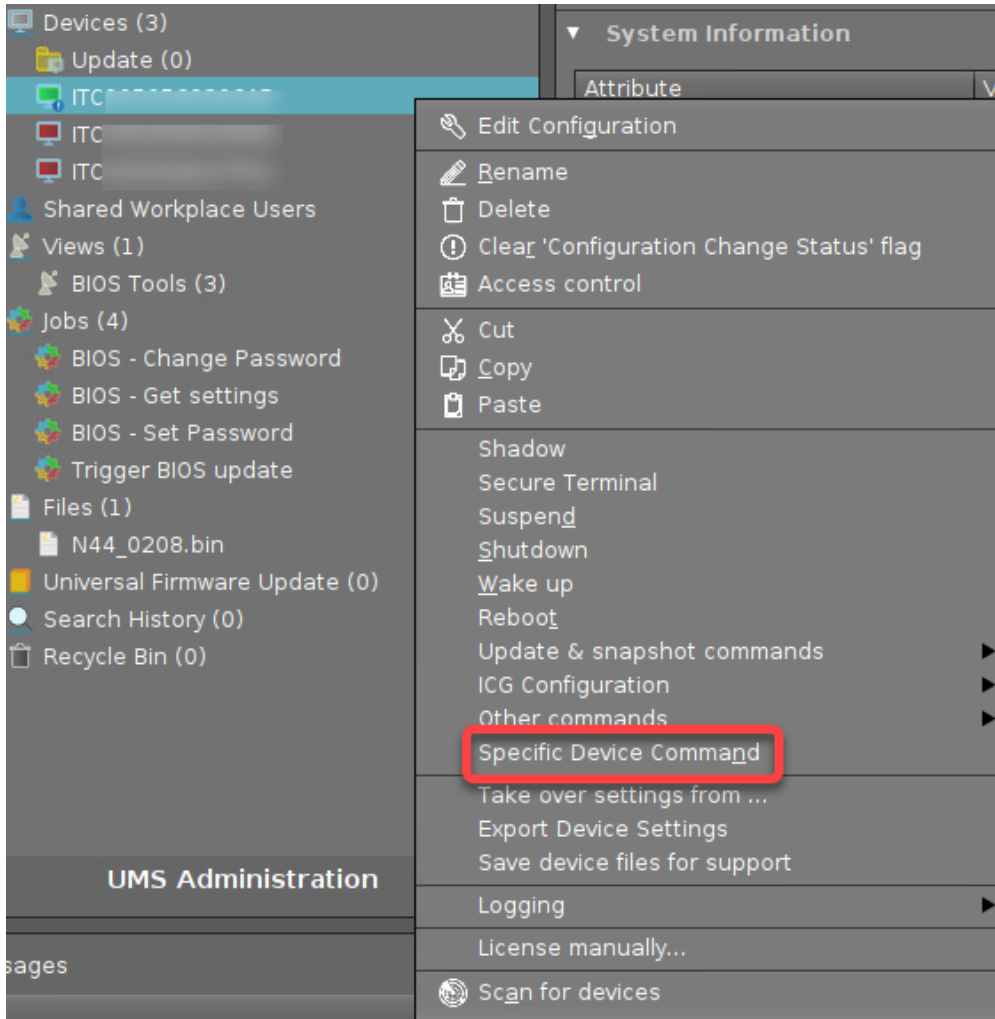 Devices (3)
Update (0)
ITC
ITC
ITC
Shared Workplace Users
Views (1)
BIOS Tools (3)
Jobs (4)
BIOS - Change Password
BIOS - Get settings
BIOS - Set Password
Trigger BIOS update
Files (1)
N44_0208.bin
Universal Firmware Update (0)
Search History (0)
Recycle Bin (0)
UMS Administration
sages
System Information
Attribute
Edit Configuration
Rename
Delete
Clear 'Configuration Change Status' flag
Access control
Cut
Copy
Paste
Shadow
Secure Terminal
Suspend
Shutdown
Wake up
Reboot
Update & snapshot commands
ICG Configuration
Other commands
Specific Device Command
Take over settings from ...
Export Device Settings
Save device files for support
Logging
License manually...
Scan for devices